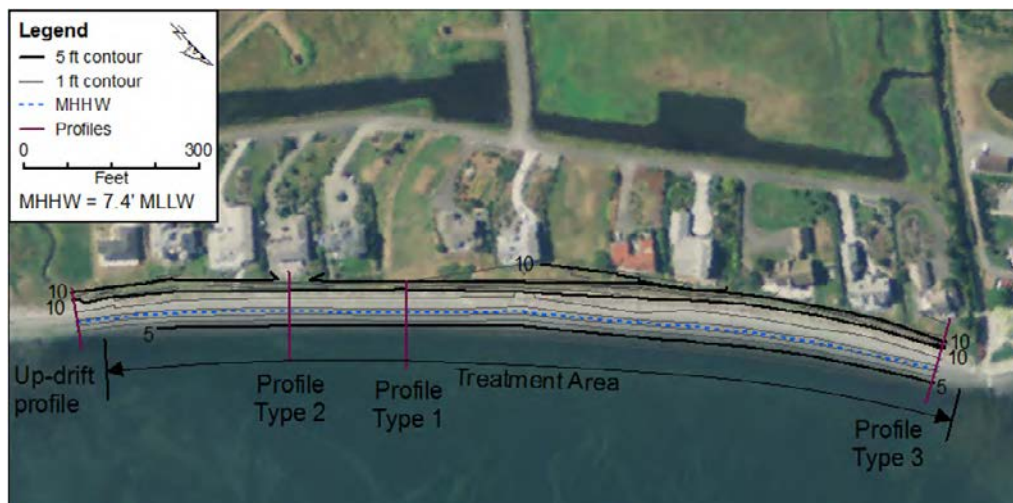 Legend
5 ft contour
1 ft contour
MHHW
Profiles
0 300
Feet
MHHW = 7.4' MLLW
10
10
10
5
10
10
5
Up-drift
profile
Profile
Type 2
Profile
Type 1
Treatment Area
Profile
Type 3